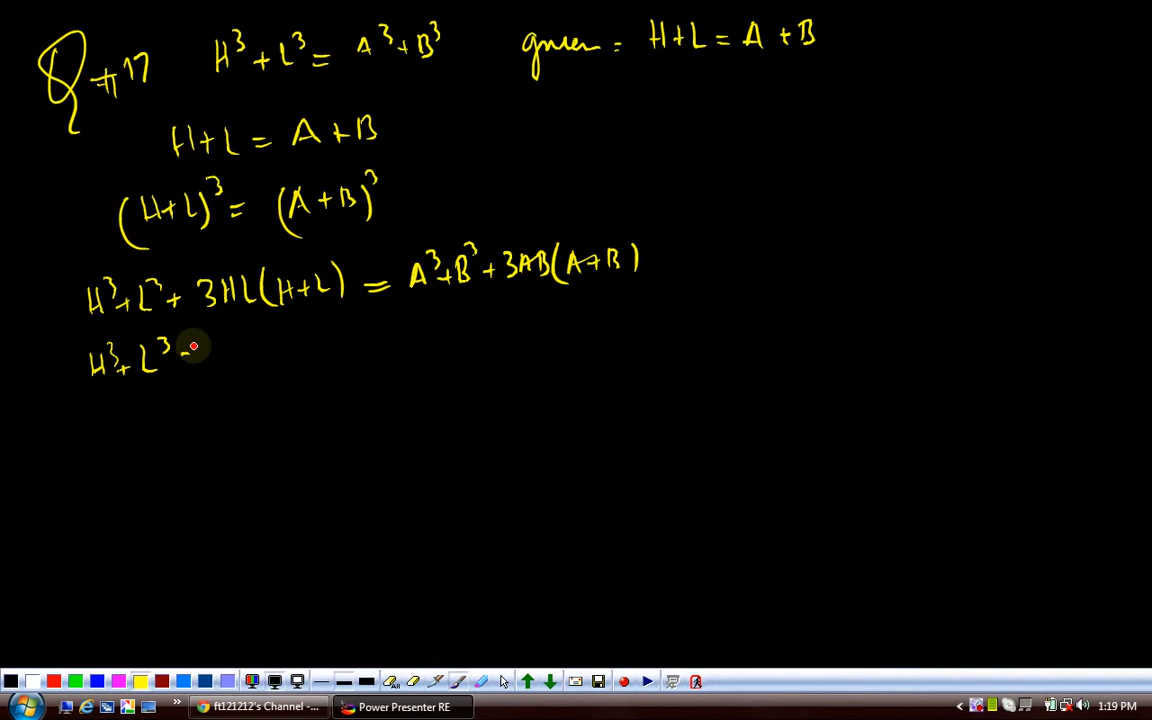 Q #17 H³ + L³ = A³ + B³ given = H+L = A + B
H+L = A + B
(H+L)³ = (A+B)³
H³+L³ + 3HL(H+L) = A³+B³ + 3AB(A+B)
H³+L³ -
ft121212's Channel -... Power Presenter RE 1:19 PM